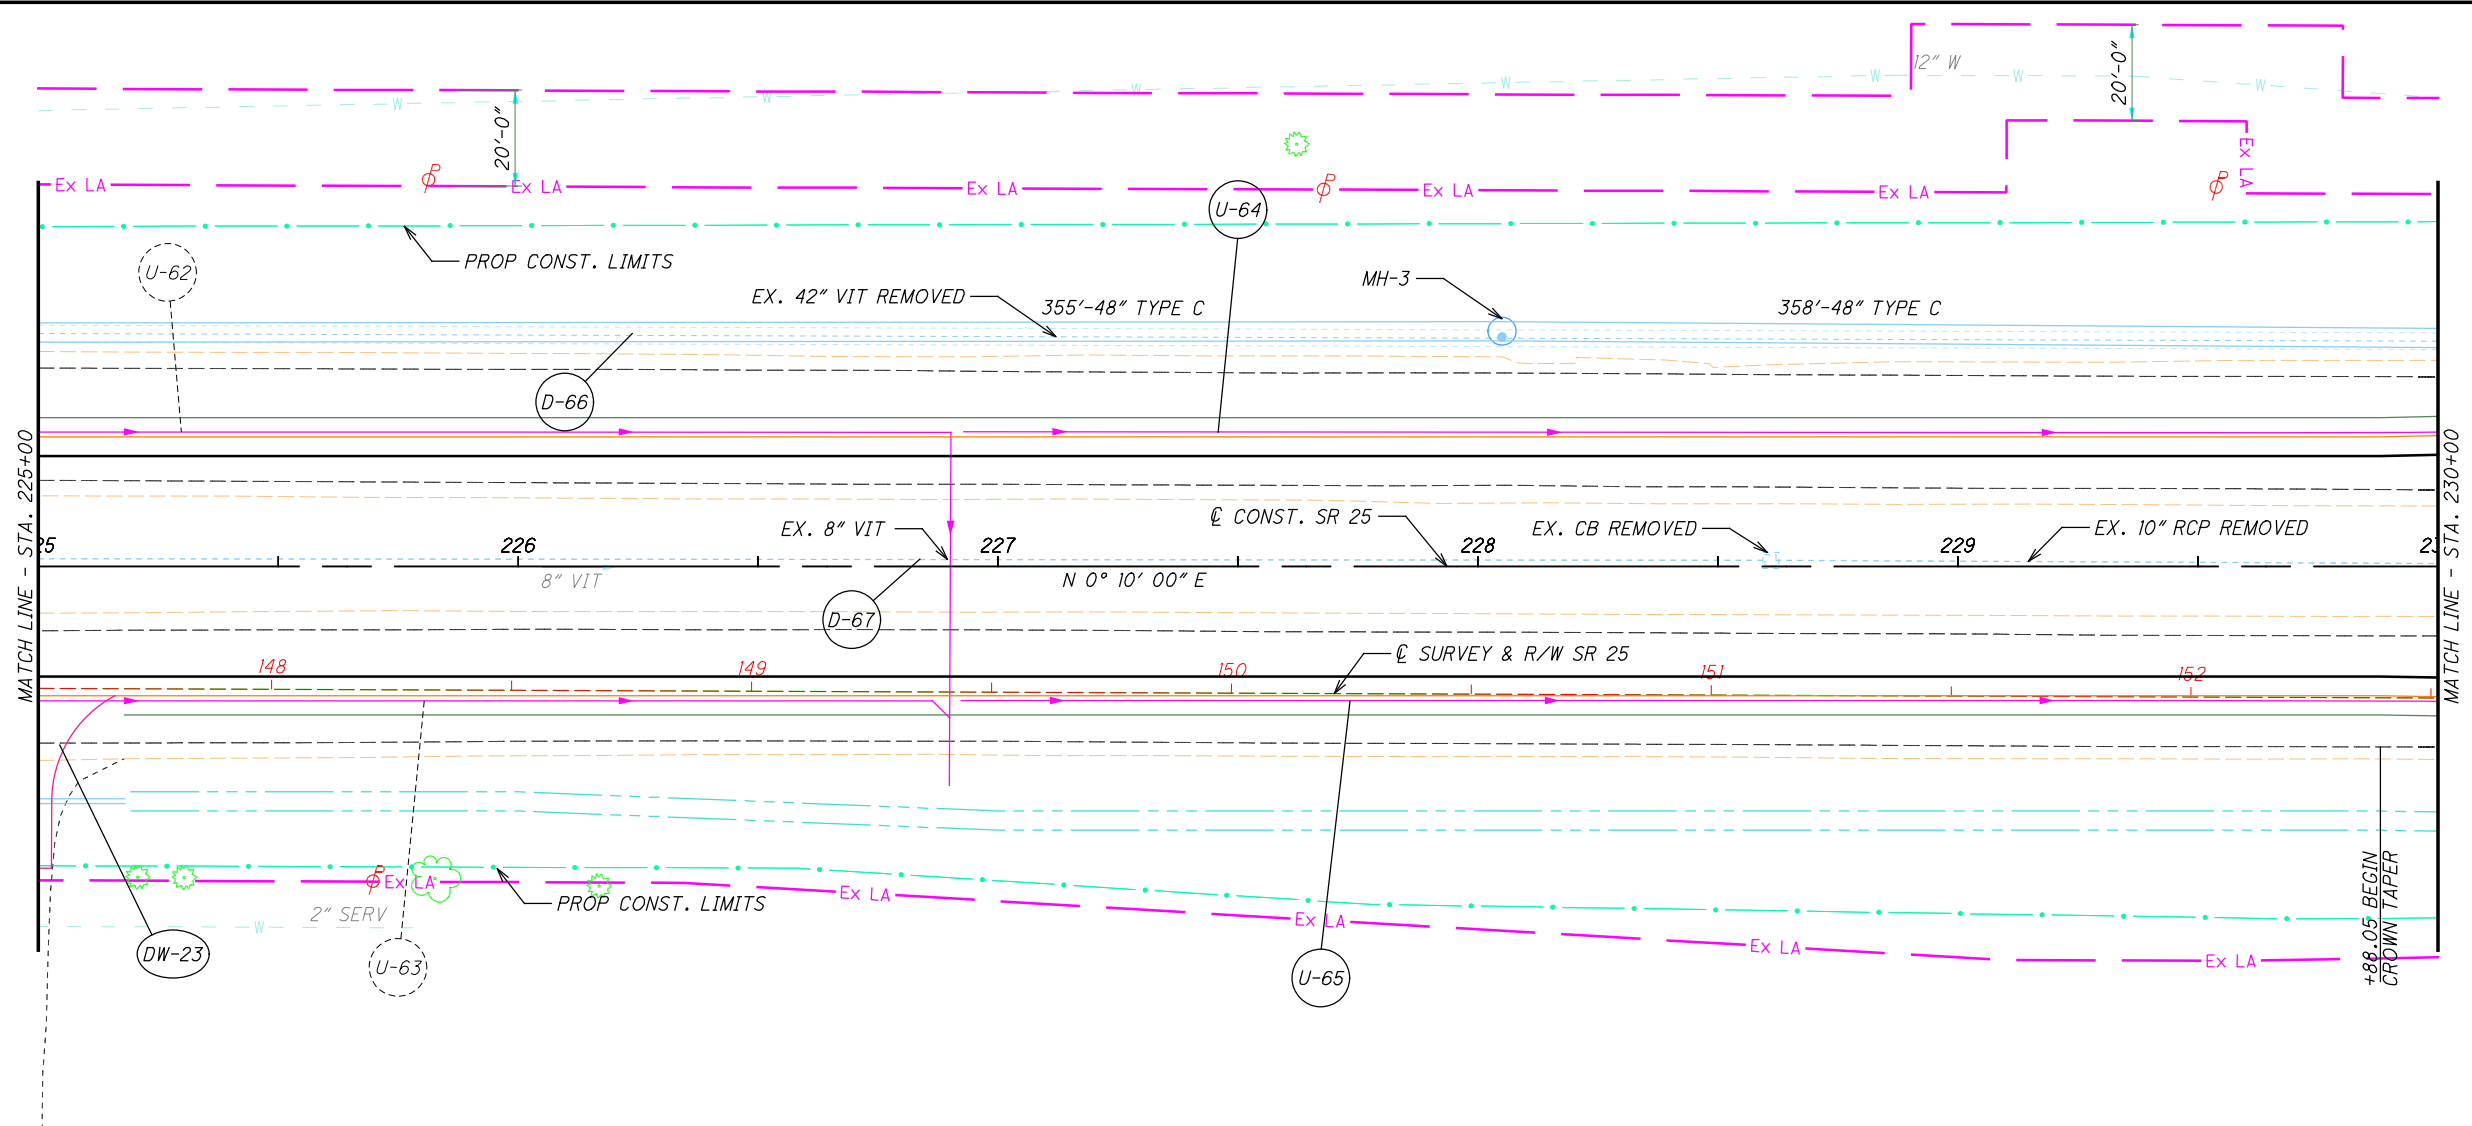 12" W
W W W W W W W
20'-0"
20'-0"
P P P
Ex LA Ex LA Ex LA Ex LA Ex LA Ex LA
U-64
U-62
PROP CONST. LIMITS
MH-3
EX. 42" VIT REMOVED
355'-48" TYPE C
358'-48" TYPE C
D-66
MATCH LINE - STA. 225+00
MATCH LINE - STA. 230+00
EX. 8" VIT
℄ CONST. SR 25
EX. CB REMOVED
EX. 10" RCP REMOVED
25 226 227 228 229 23
8" VIT
N 0° 10' 00" E
D-67
℄ SURVEY & R/W SR 25
148 149 150 151 152
P
Ex LA Ex LA Ex LA Ex LA Ex LA
PROP CONST. LIMITS
2" SERV
W
DW-23
U-63
U-65
+88.05 BEGIN
CROWN TAPER